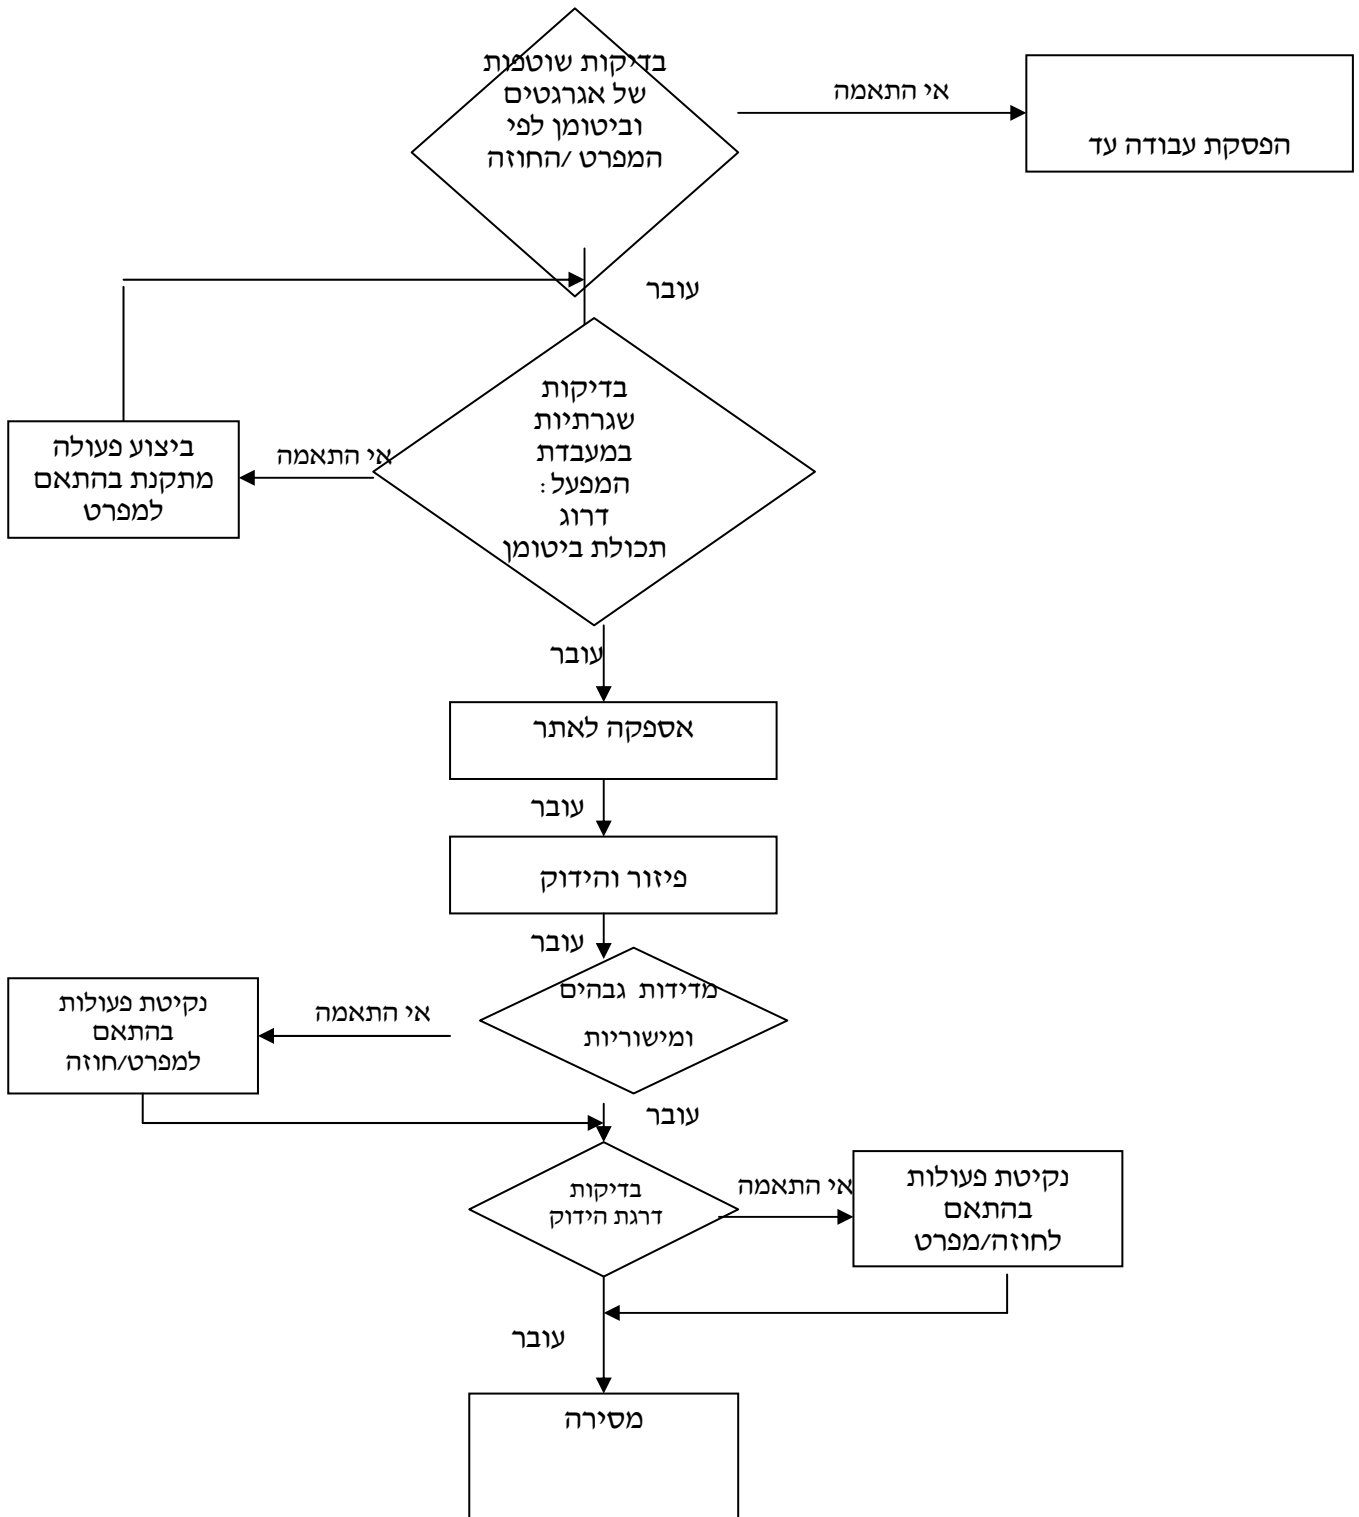 בדיקות שוטפות
של אגרגטים
וביטומן לפי
המפרט /החוזה
אי התאמה
הפסקת עבודה עד
עובר
בדיקות
שגרתיות
במעבדת
המפעל:
דרוג
תכולת ביטומן
אי התאמה
ביצוע פעולה
מתקנת בהתאם
למפרט
עובר
אספקה לאתר
עובר
פיזור והידוק
עובר
מדידות גבהים
ומישוריות
אי התאמה
נקיטת פעולות
בהתאם
למפרט/חוזה
עובר
בדיקות
דרגת הידוק
אי התאמה
נקיטת פעולות
בהתאם
לחוזה/מפרט
עובר
מסירה